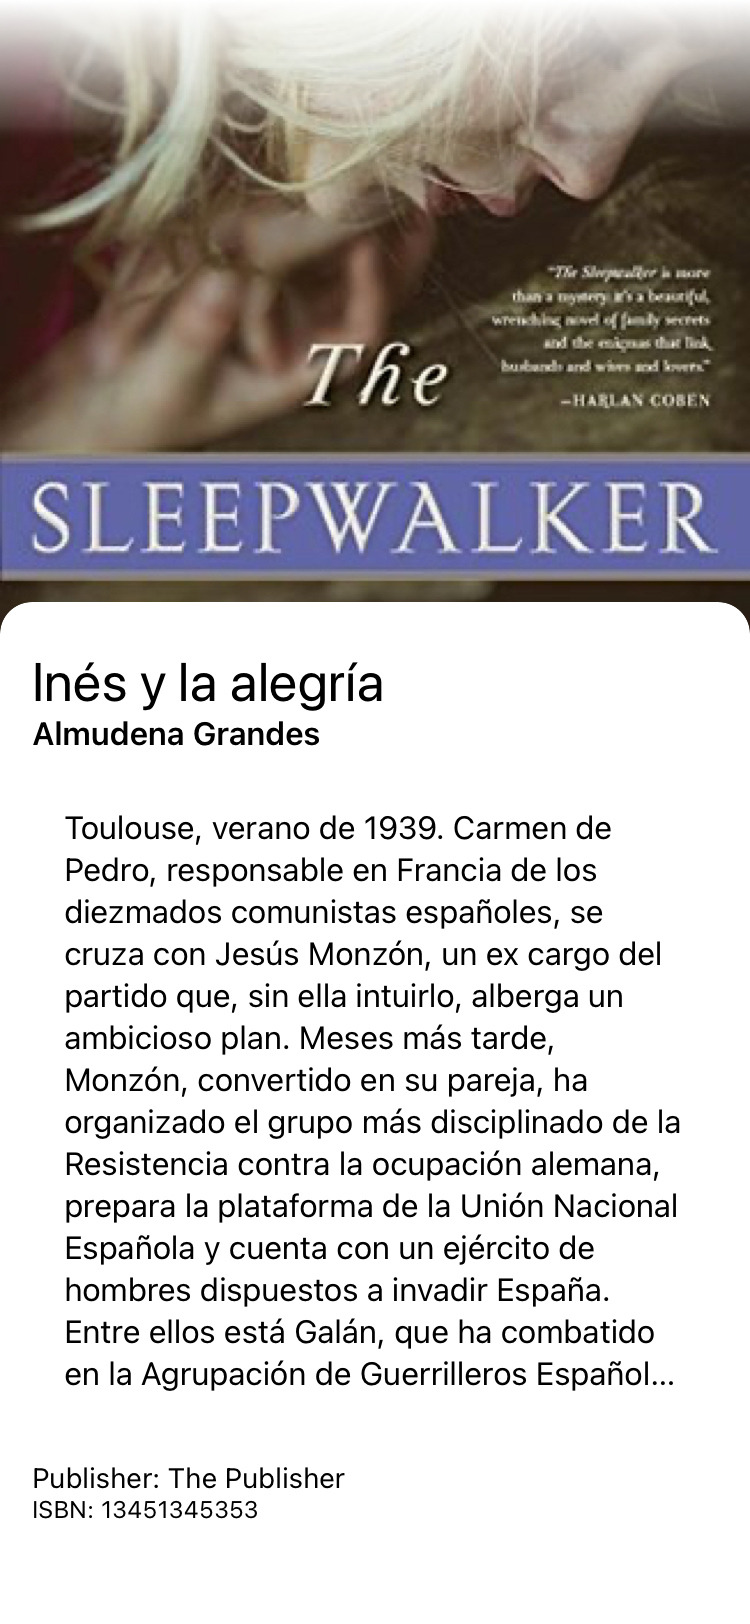 "The Sleepwalker is more
than a mystery. it's a beautiful,
wrenching novel of family secrets
and the enigmas that link
husbands and wives and lovers."
—HARLAN COBEN
The
SLEEPWALKER
Inés y la alegría
Almudena Grandes
Toulouse, verano de 1939. Carmen de
Pedro, responsable en Francia de los
diezmados comunistas españoles, se
cruza con Jesús Monzón, un ex cargo del
partido que, sin ella intuirlo, alberga un
ambicioso plan. Meses más tarde,
Monzón, convertido en su pareja, ha
organizado el grupo más disciplinado de la
Resistencia contra la ocupación alemana,
prepara la plataforma de la Unión Nacional
Española y cuenta con un ejército de
hombres dispuestos a invadir España.
Entre ellos está Galán, que ha combatido
en la Agrupación de Guerrilleros Español...
Publisher: The Publisher
ISBN: 13451345353